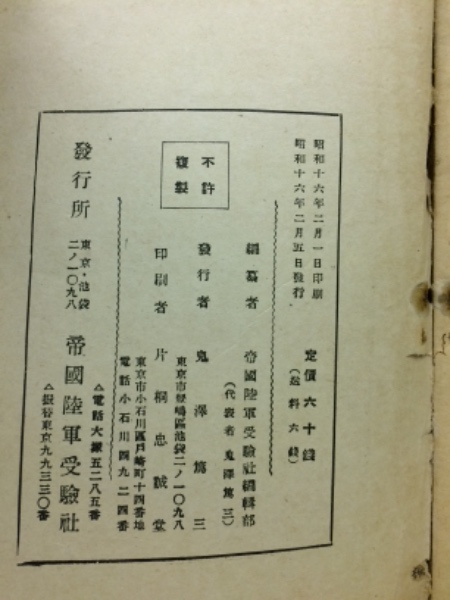 昭和十六年二月一日印刷
昭和十六年二月五日發行
定價六十錢
(送料六錢)
不許
複製
編纂者 帝國陸軍受驗社編輯部
(代表者 鬼澤篤三)
發行者 鬼澤篤三
東京市豐嶋區池袋二ノ一〇九八
印刷者 片桐忠誠堂
東京市小石川區戸崎町十四番地
電話小石川四九二四番
發行所 東京・池袋
二ノ一〇九八
帝國陸軍受驗社
△電話大塚五二八五番
△振替東京九九三三〇番